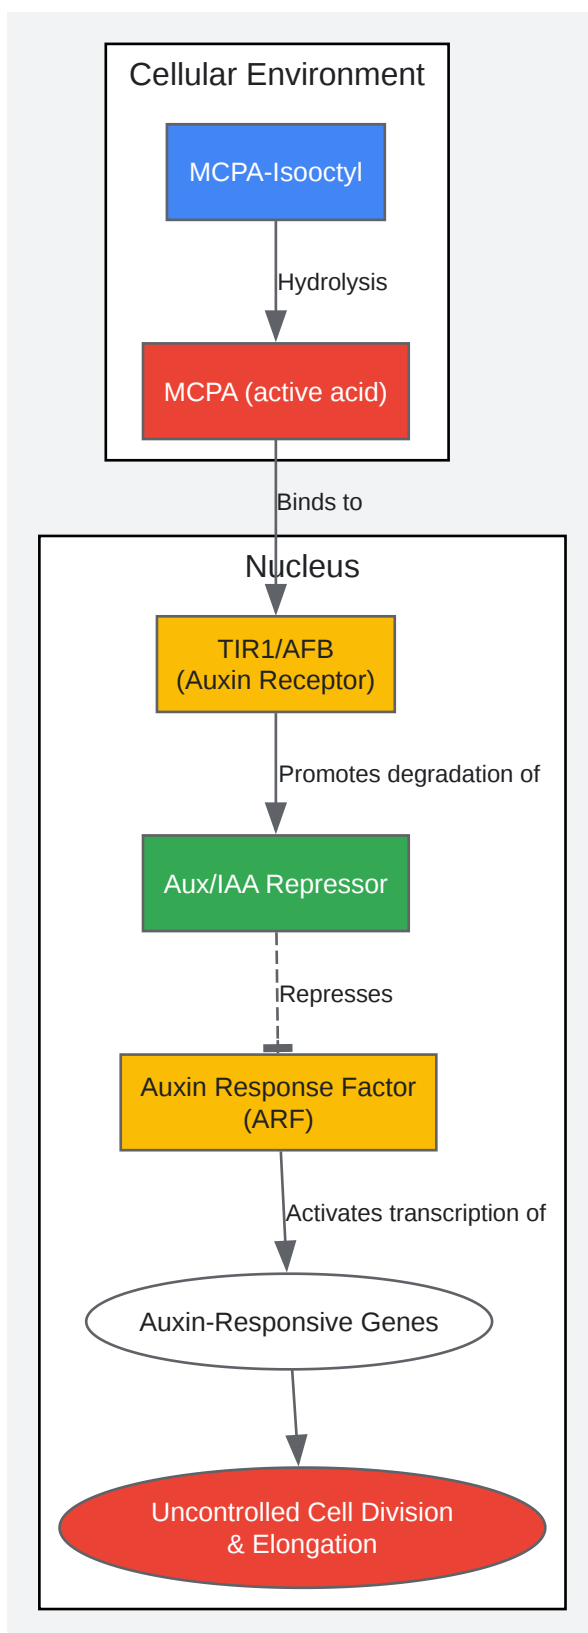 Cellular Environment
MCPA-Isooctyl
Hydrolysis
MCPA (active acid)
Binds to
Nucleus
TIR1/AFB
(Auxin Receptor)
Promotes degradation of
Aux/IAA Repressor
Represses
Auxin Response Factor
(ARF)
Activates transcription of
Auxin-Responsive Genes
Uncontrolled Cell Division
& Elongation